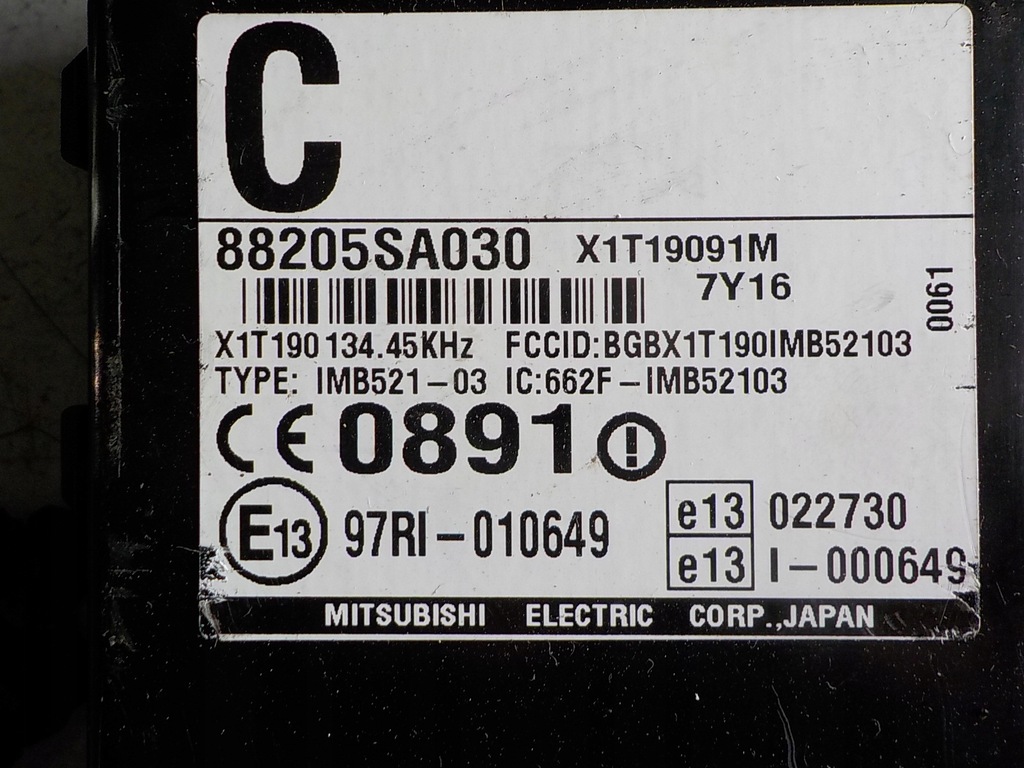 C
88205SA030 X1T19091M
7Y16
0061
X1T190 134.45KHz FCCID:BGBX1T190IMB52103
TYPE: IMB521-03 IC:662F-IMB52103
CE 0891 !
E13 97RI-010649
e13 022730
e13 I-000649
MITSUBISHI ELECTRIC CORP.,JAPAN